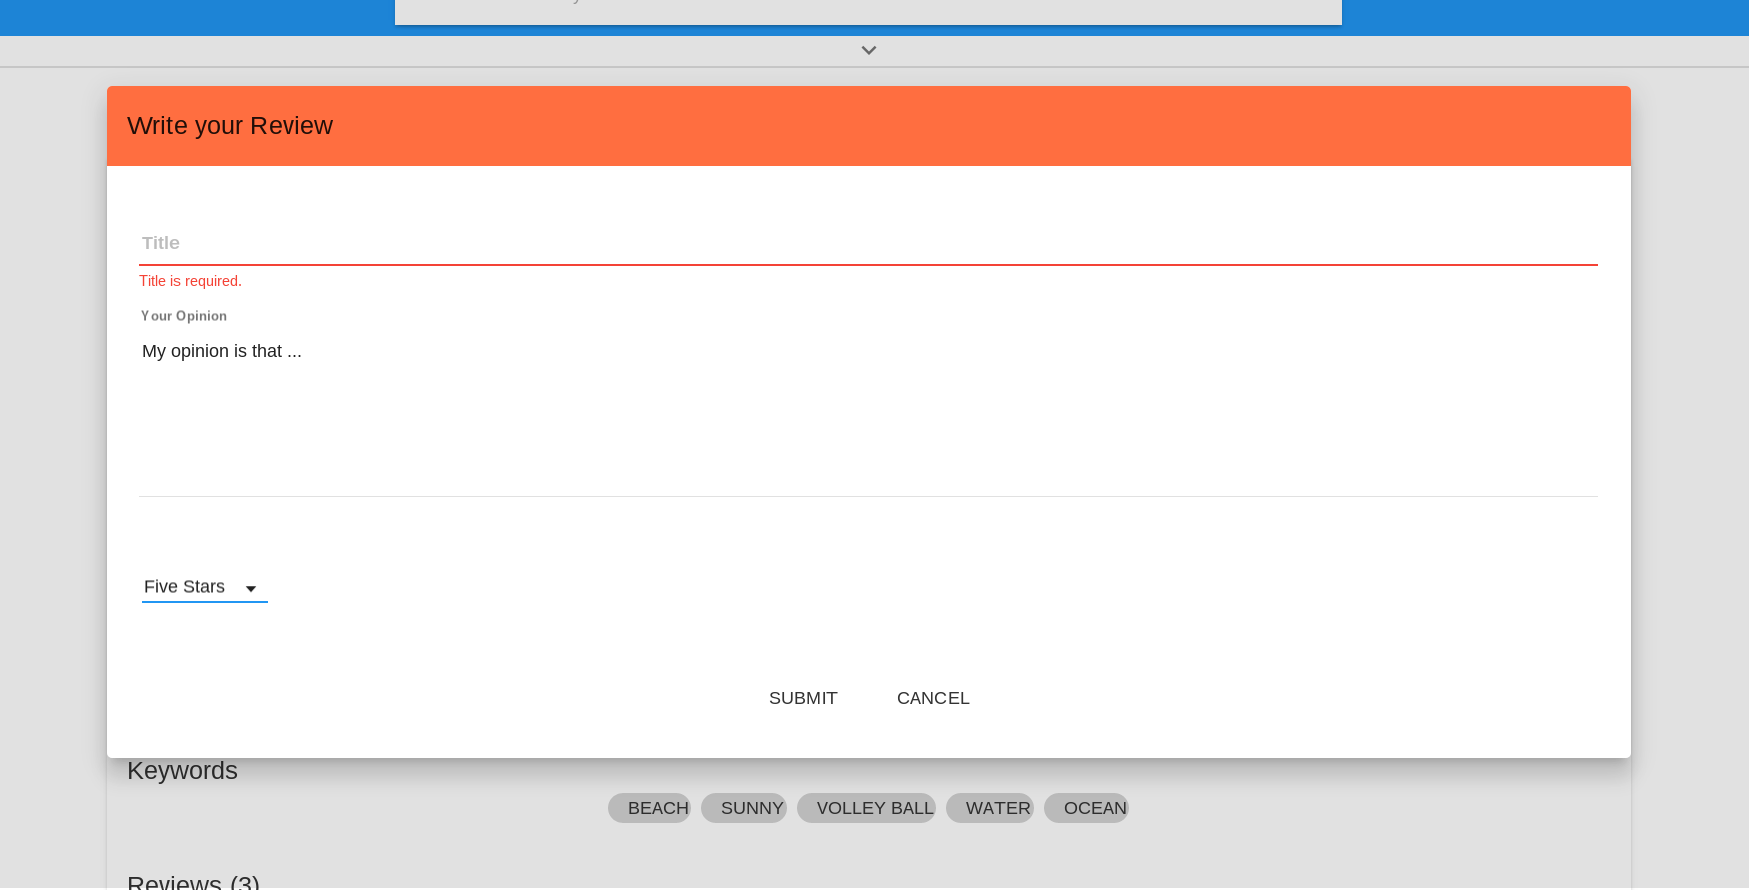 Write your Review
Title
Title is required.
Your Opinion
My opinion is that ...
Five Stars
SUBMIT CANCEL
Keywords
BEACH SUNNY VOLLEY BALL WATER OCEAN
Reviews (3)